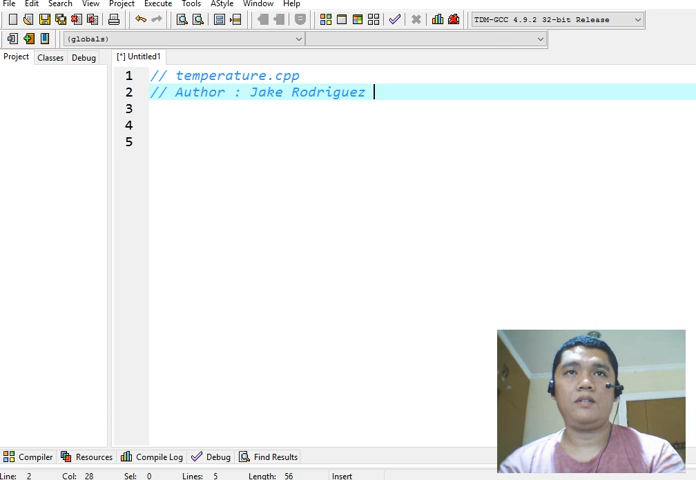 File Edit Search View Project Execute Tools AStyle Window Help
TDM-GCC 4.9.2 32-bit Release
(globals)
Project Classes Debug
[*] Untitled1
1 // temperature.cpp
2 // Author : Jake Rodriguez
3
4
5
Compiler Resources Compile Log Debug Find Results
Line: 2 Col: 28 Sel: 0 Lines: 5 Length: 56 Insert